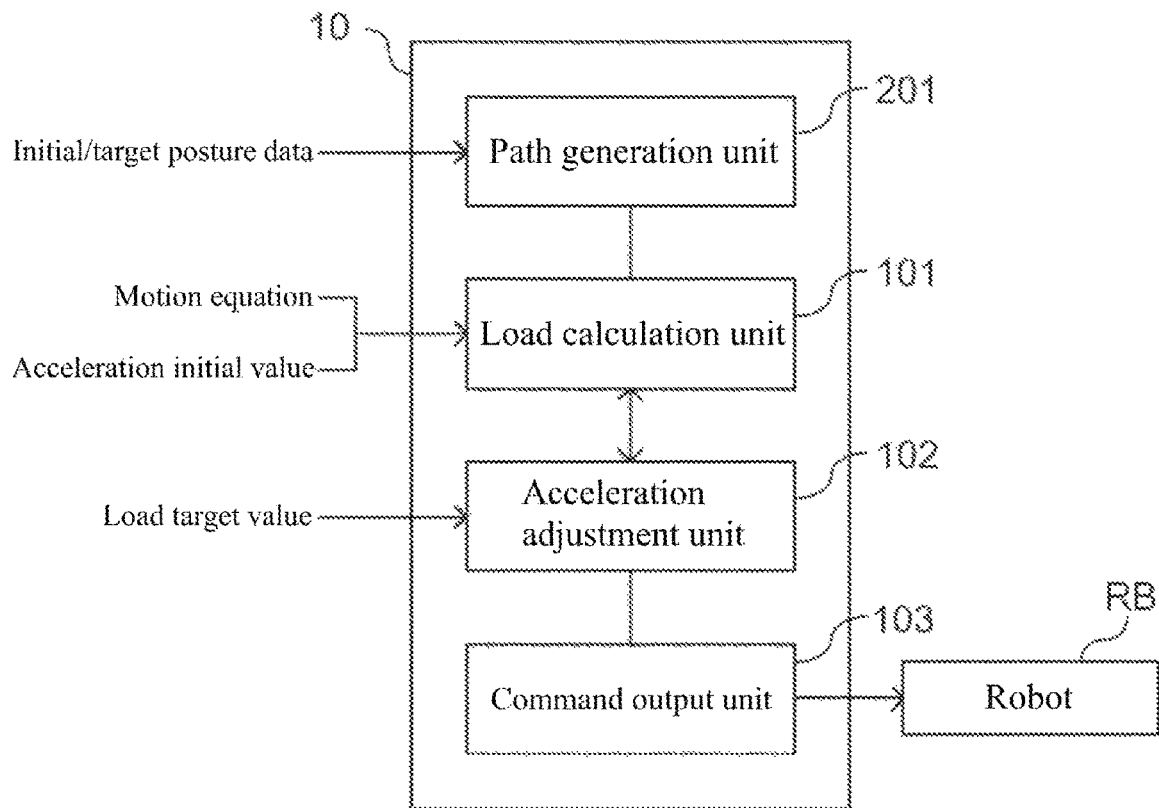 10
201
Initial/target posture data
Path generation unit
101
Motion equation
Load calculation unit
Acceleration initial value
102
Acceleration
adjustment unit
Load target value
103
RB
Command output unit
Robot